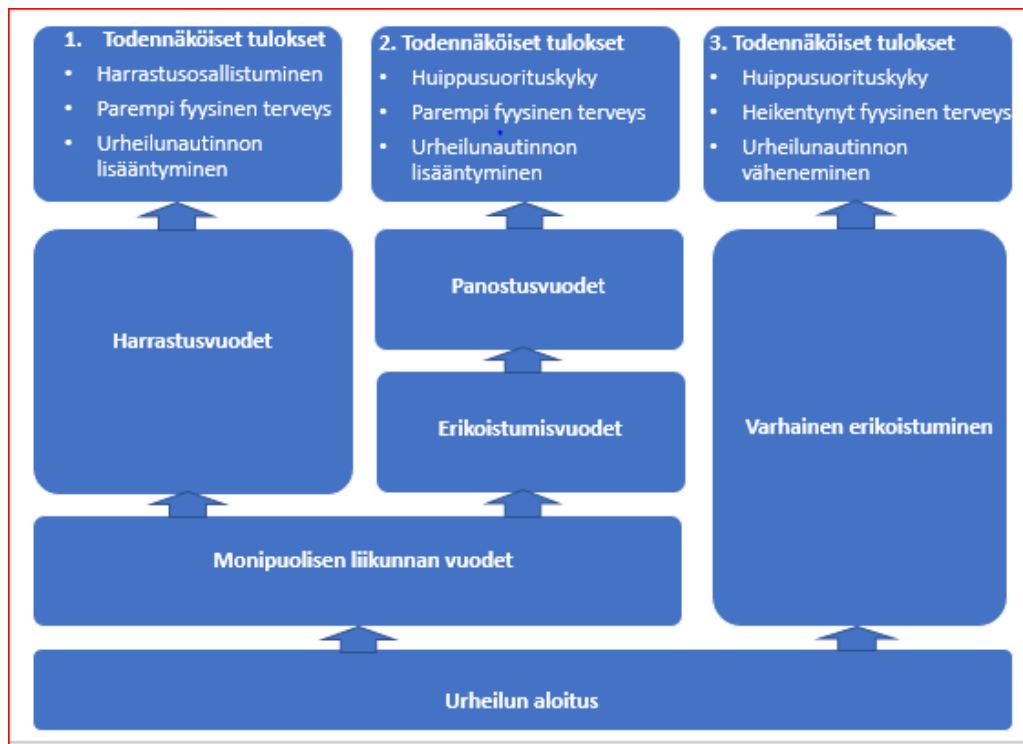 1. Todennäköiset tulokset
• Harrastusosallistuminen
• Parempi fyysinen terveys
• Urheilunautinnon
lisääntyminen
2. Todennäköiset tulokset
• Huippusuorituskyky
• Parempi fyysinen terveys
• Urheilunautinnon
lisääntyminen
3. Todennäköiset tulokset
• Huippusuorituskyky
• Heikentynyt fyysinen terveys
• Urheilunautinnon
väheneminen
Harrastusvuodet
Panostusvuodet
Erikoistumisvuodet
Varhainen erikoistuminen
Monipuolisen liikunnan vuodet
Urheilun aloitus